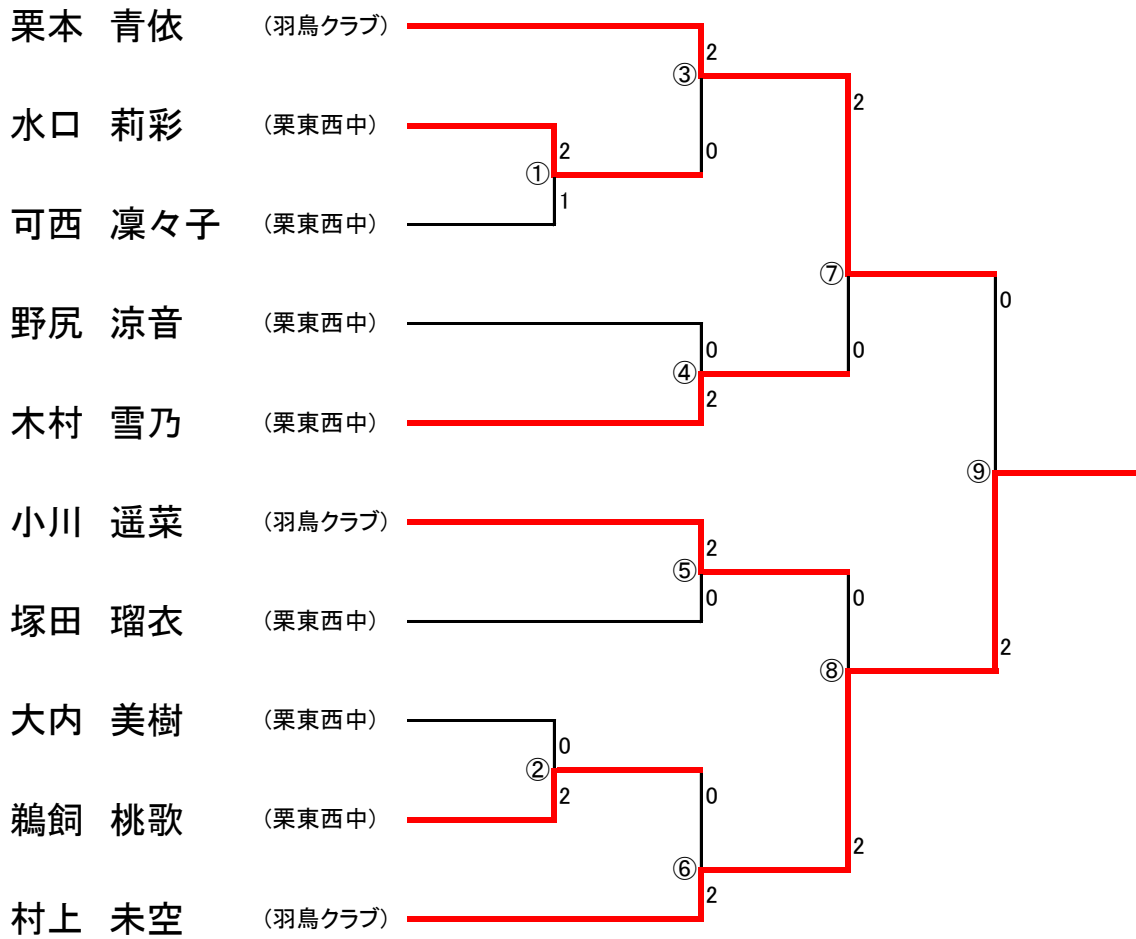 栗本　青依　（羽鳥クラブ）
2
③
2
水口　莉彩　（栗東西中）
2
0
①
1
可西　凜々子　（栗東西中）
⑦
0
野尻　涼音　（栗東西中）
0
0
④
2
木村　雪乃　（栗東西中）
⑨
小川　遥菜　（羽鳥クラブ）
2
⑤
0
0
塚田　瑠衣　（栗東西中）
2
⑧
大内　美樹　（栗東西中）
0
②
2
0
鵜飼　桃歌　（栗東西中）
2
⑥
2
村上　未空　（羽鳥クラブ）